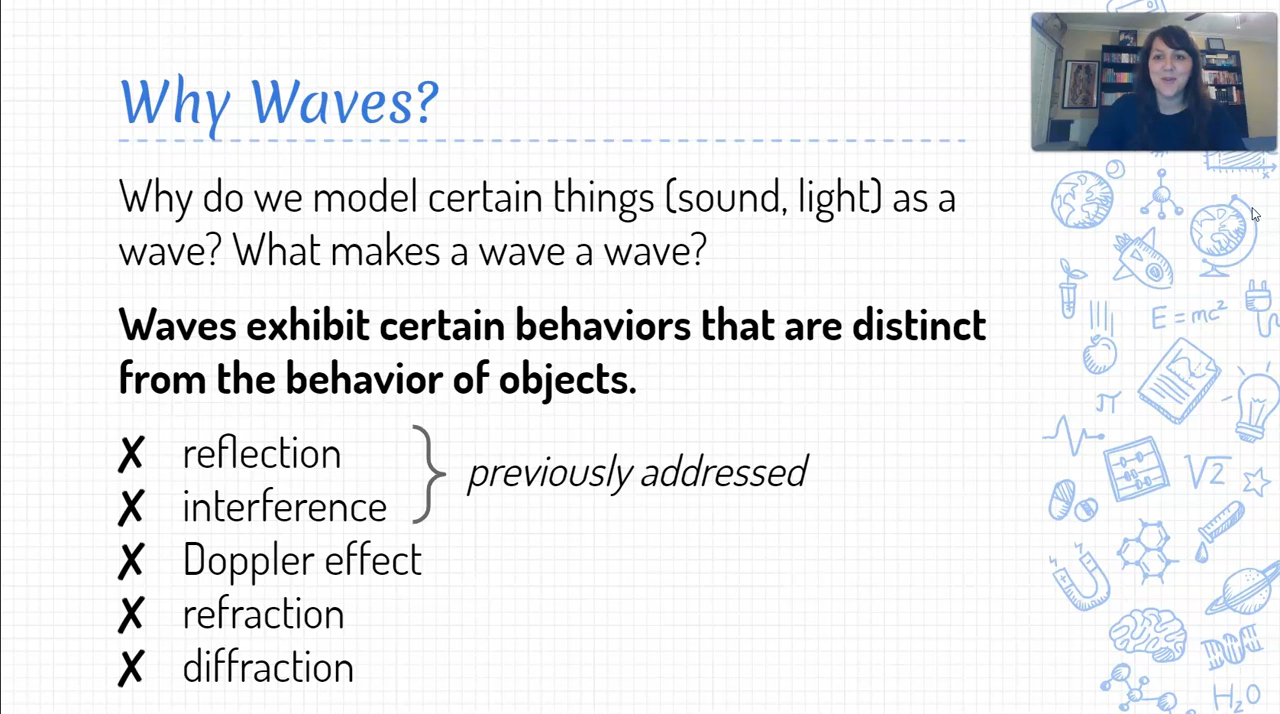 Why Waves?
Why do we model certain things (sound, light) as a
wave? What makes a wave a wave?
Waves exhibit certain behaviors that are distinct
from the behavior of objects.
✗ reflection
✗ interference
previously addressed
✗ Doppler effect
✗ refraction
✗ diffraction
E=mc²
π
√2
H₂O